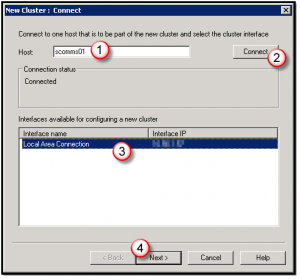 New Cluster : Connect
Connect to one host that is to be part of the new cluster and select the cluster interface
Host: scomms01 1
Connect 2
Connection status
Connected
Interfaces available for configuring a new cluster
Interface name Interface IP
Local Area Connection
3
4
< Back Next > Cancel Help